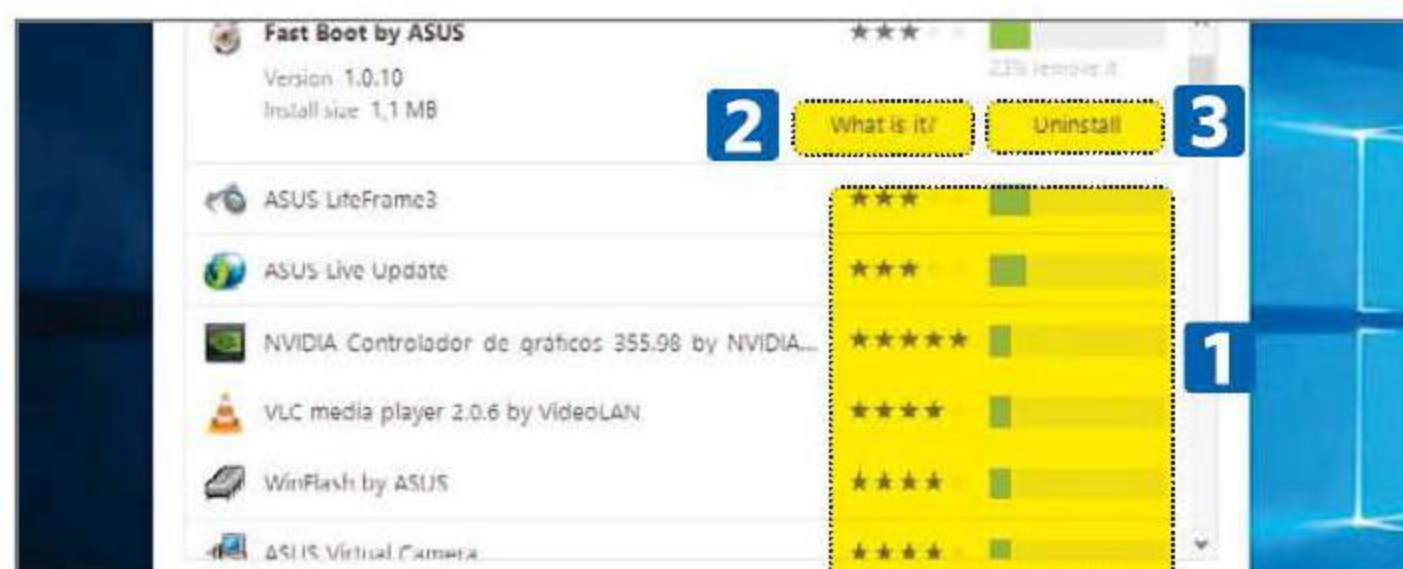 Fast Boot by ASUS
Version 1.0.10
Install size 1,1 MB
23% remove it
2
What is it?
Uninstall
3
ASUS LifeFrame3
ASUS Live Update
NVIDIA Controlador de gráficos 355.98 by NVIDIA...
1
VLC media player 2.0.6 by VideoLAN
WinFlash by ASUS
ASUS Virtual Camera